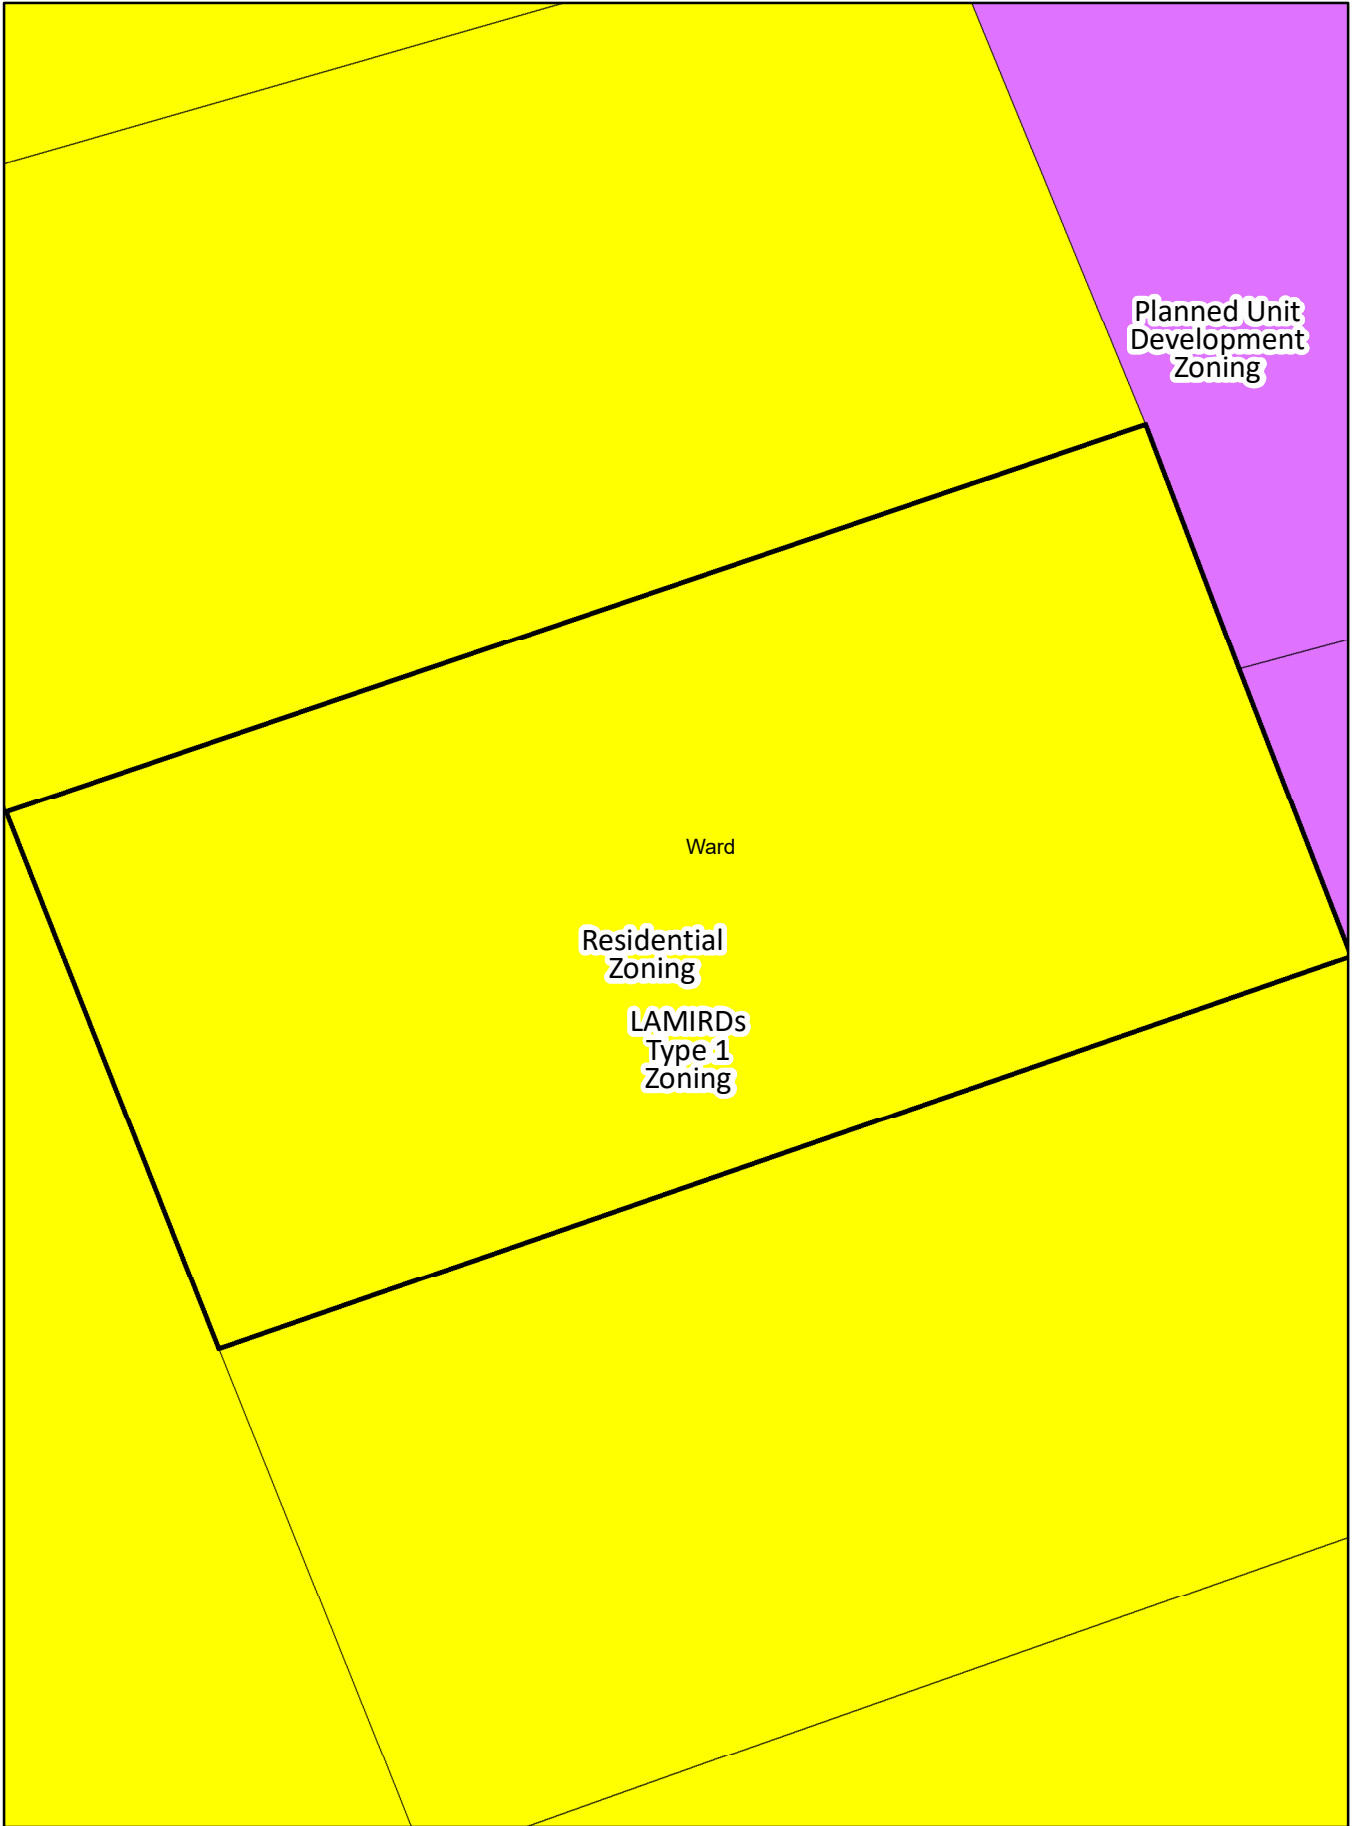 Planned Unit
Development
Zoning
Ward
Residential
Zoning
LAMIRDs
Type 1
Zoning